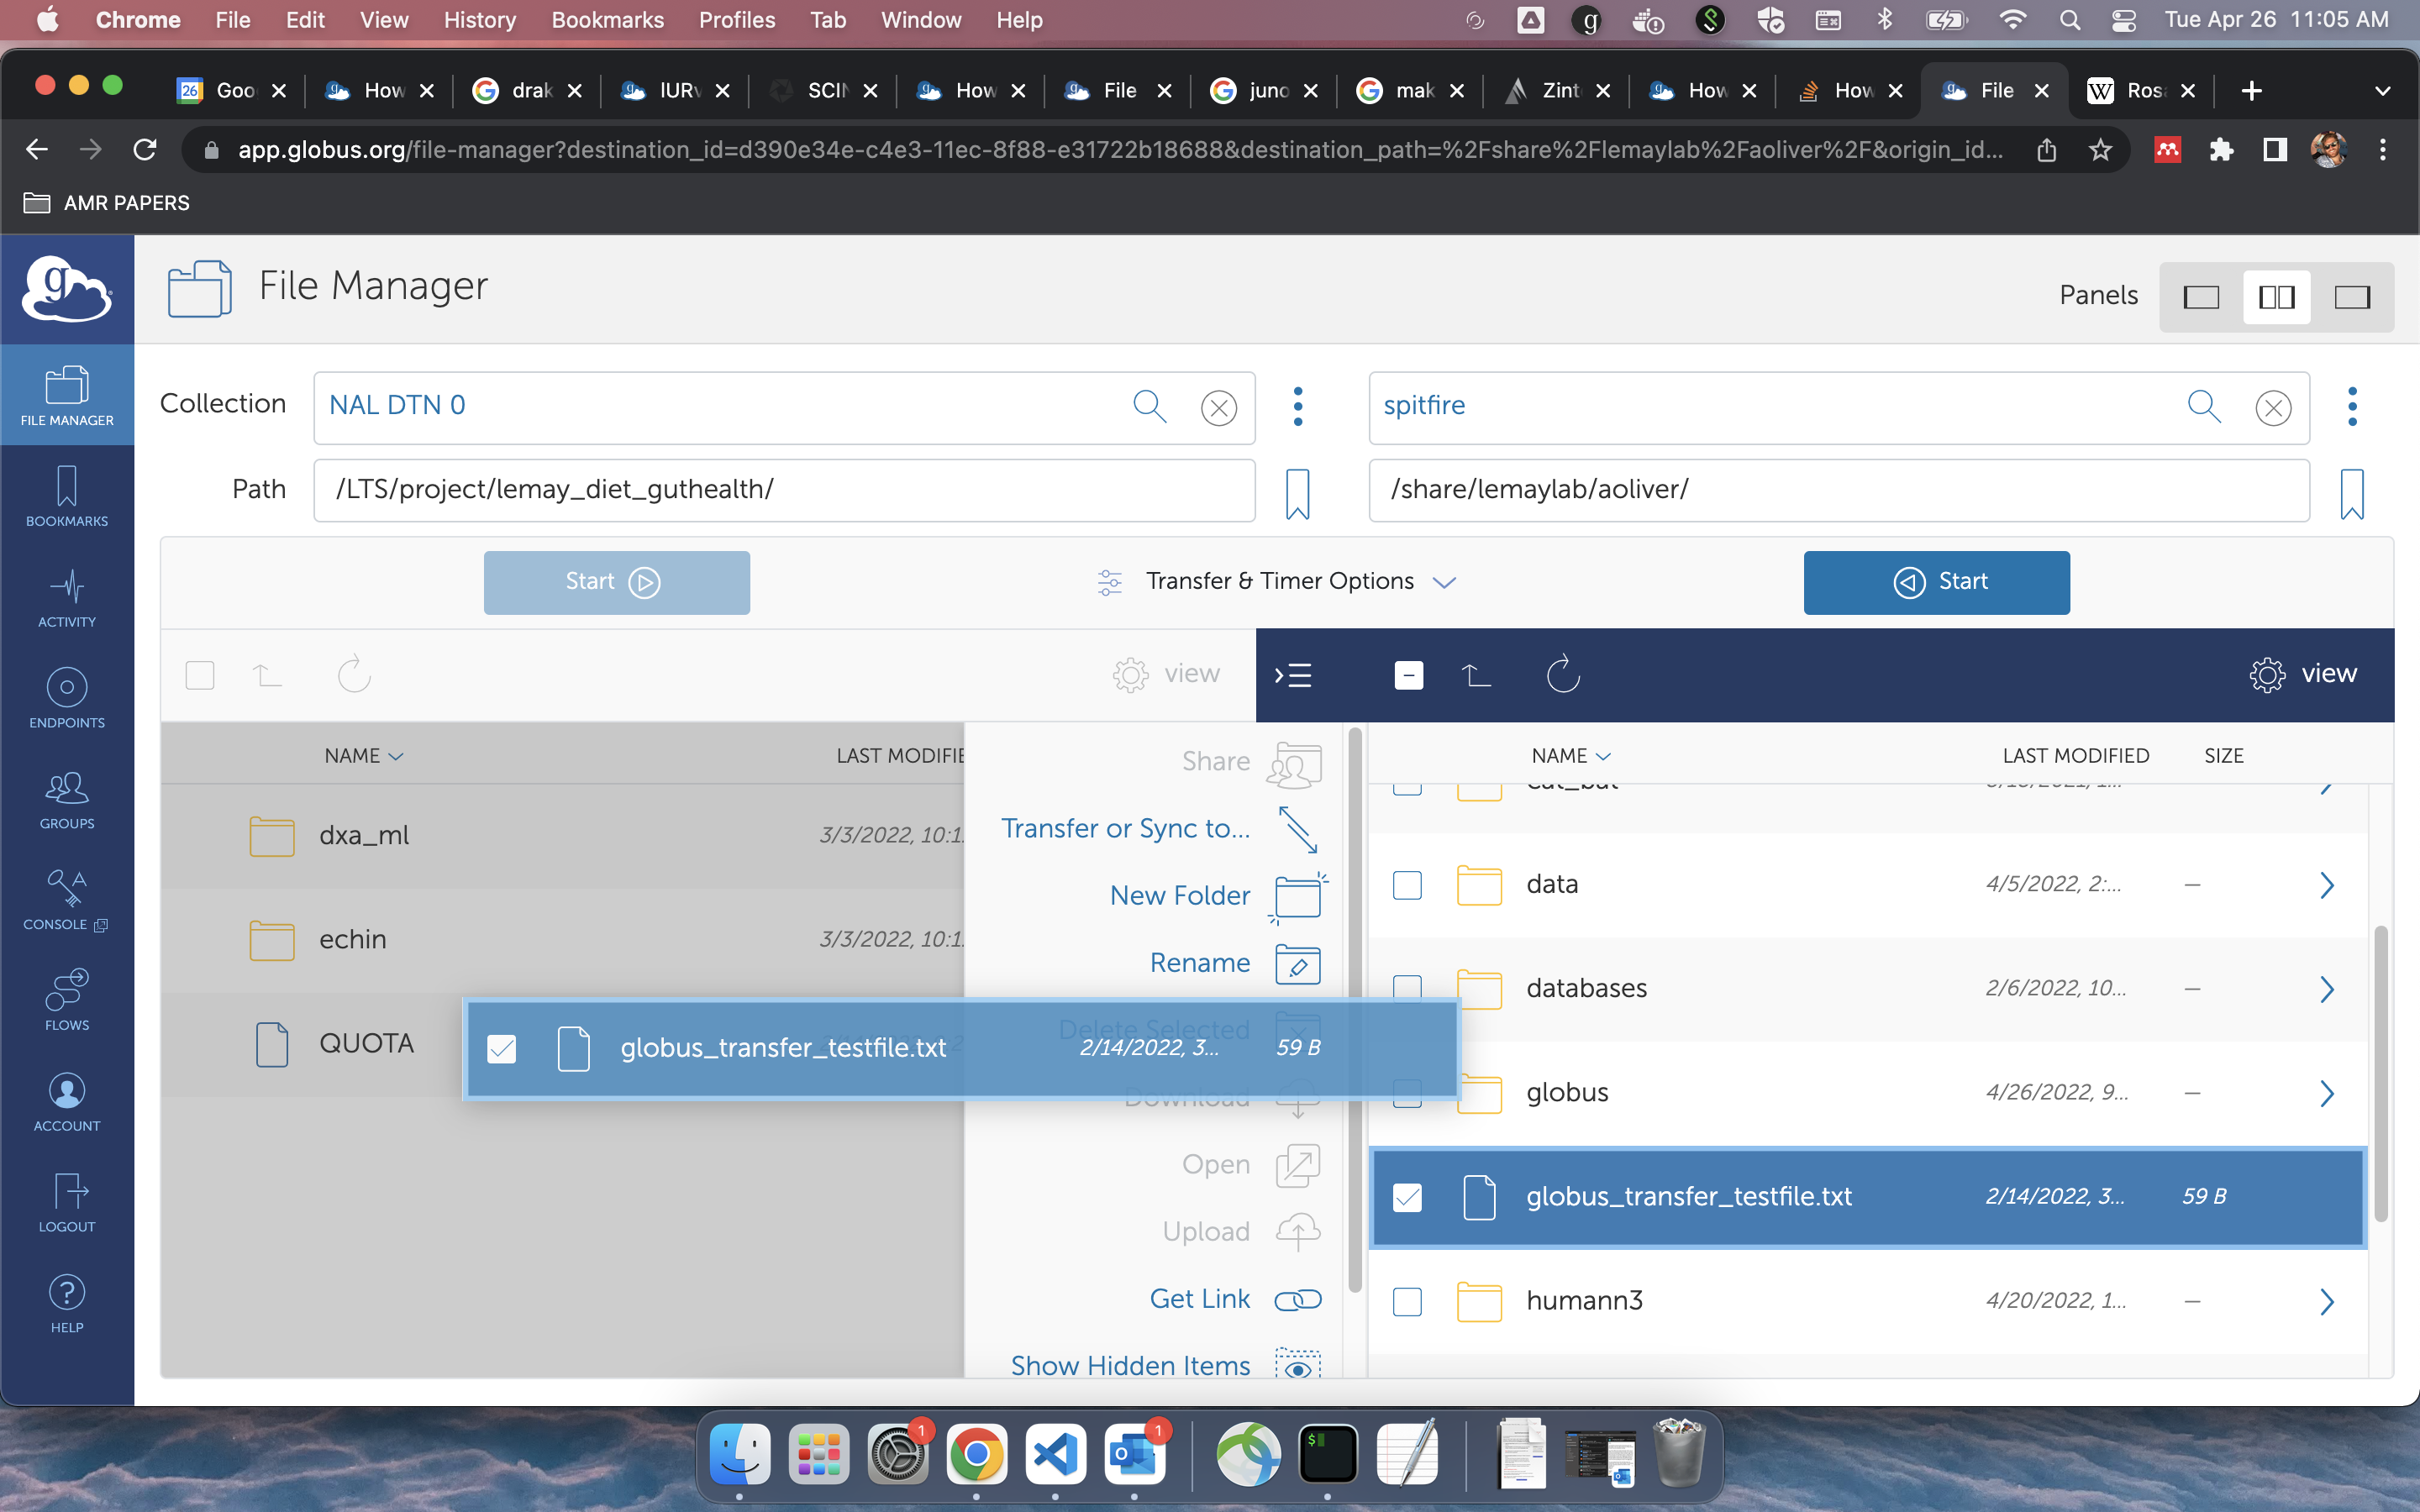 Chrome File Edit View History Bookmarks Profiles Tab Window Help
g
Tue Apr 26 11:05 AM
26 Goo
How
drak
IURv
SCIN
How
File
juno
mak
Zint
How
How
File
W Ros
app.globus.org/file-manager?destination_id=d390e34e-c4e3-11ec-8f88-e31722b18688&destination_path=%2Fshare%2Flemaylab%2Faoliver%2F&origin_id...
AMR PAPERS
g
File Manager
Panels
FILE MANAGER
BOOKMARKS
ACTIVITY
ENDPOINTS
GROUPS
CONSOLE
FLOWS
ACCOUNT
LOGOUT
HELP
Collection
NAL DTN 0
spitfire
Path
/LTS/project/lemay_diet_guthealth/
/share/lemaylab/aoliver/
Start
Transfer & Timer Options
Start
view
view
NAME
LAST MODIFIE
dxa_ml 3/3/2022, 10:1
echin 3/3/2022, 10:1
QUOTA
globus_transfer_testfile.txt 2/14/2022, 3... 59 B
Share
Transfer or Sync to...
New Folder
Rename
Delete Selected
Download
Open
Upload
Get Link
Show Hidden Items
NAME LAST MODIFIED SIZE
data 4/5/2022, 2:... —
databases 2/6/2022, 10... —
globus 4/26/2022, 9... —
globus_transfer_testfile.txt 2/14/2022, 3... 59 B
humann3 4/20/2022, 1... —
1
1